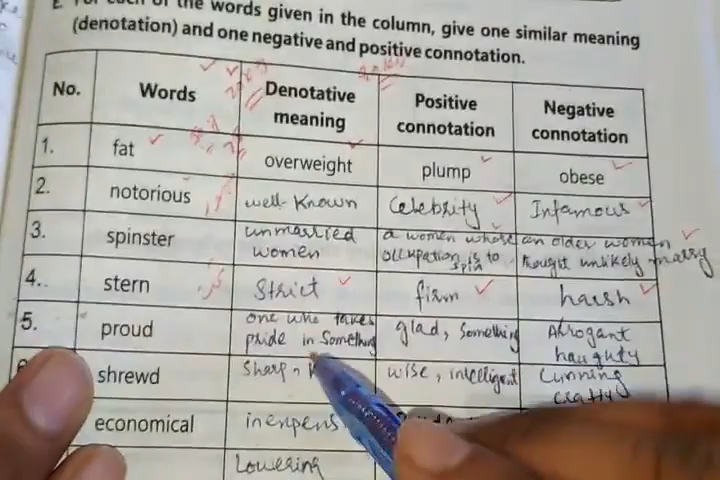 the words given in the column, give one similar meaning
(denotation) and one negative and positive connotation.
No. Words Denotative meaning Positive connotation Negative connotation
1. fat overweight plump obese
2. notorious well-Known Celebrity Infamous
3. spinster unmarried women a women whose occupation is to spin an older women thought unlikely marry
4. stern Strict firm harsh
5. proud one who takes pride in Something glad, Something Arrogant haughty
shrewd Sharp wise, intelligent Cunning crafty
economical inexpens
Lowering